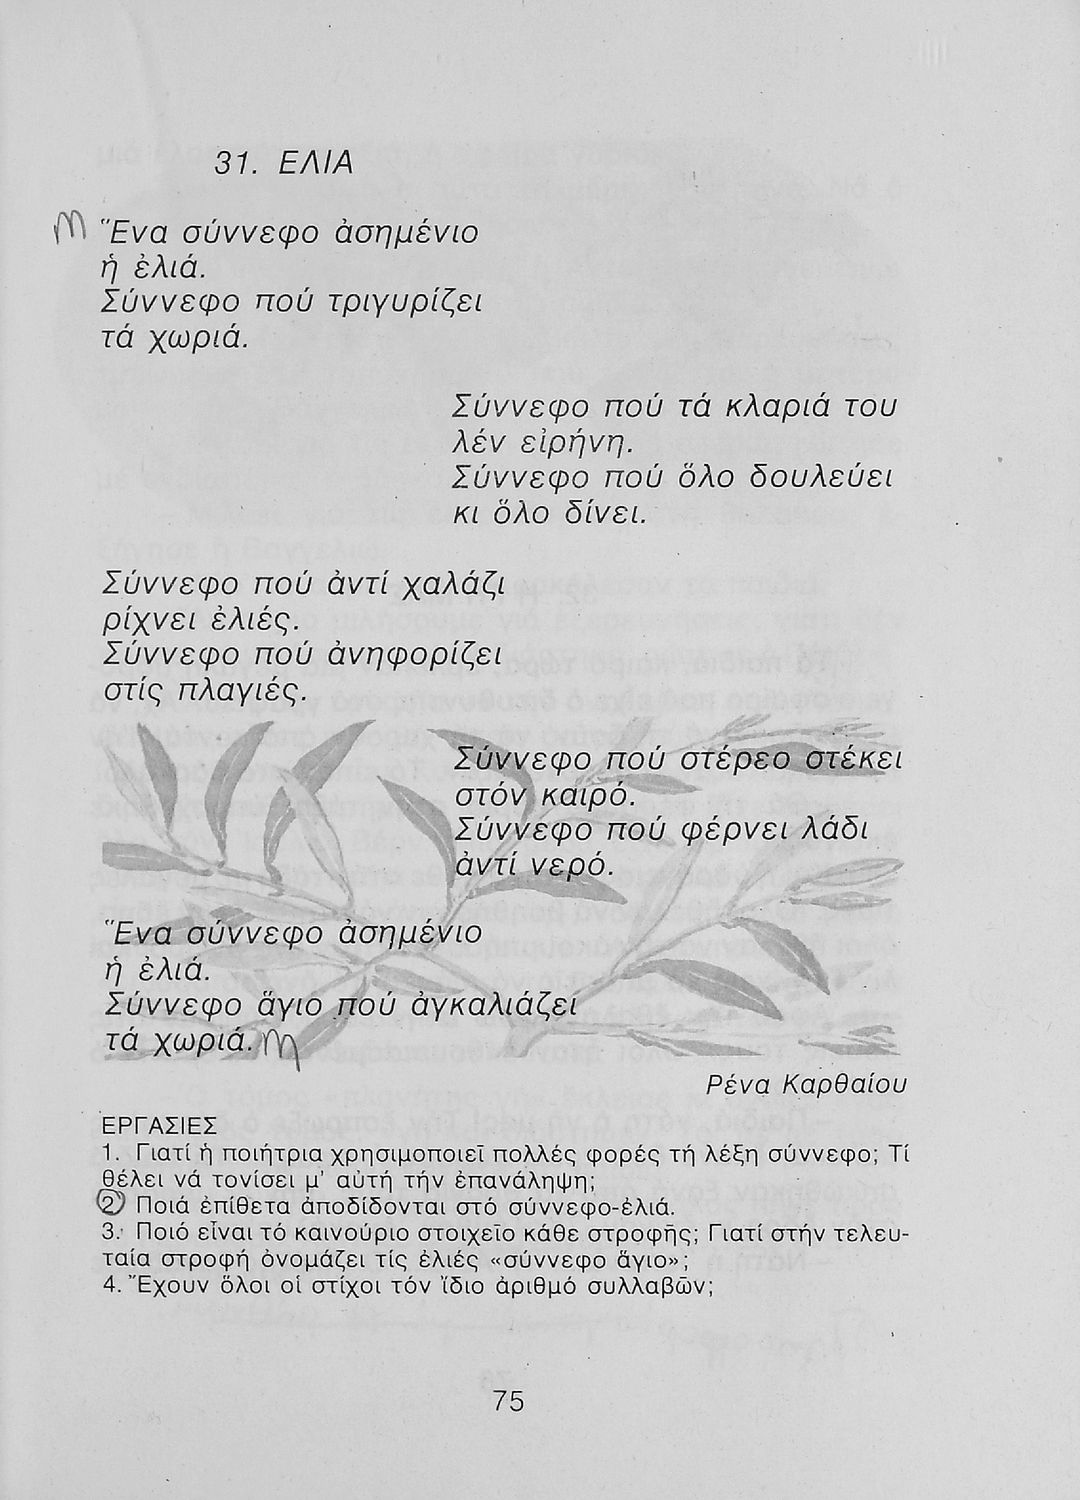 31. ΕΛΙΑ
Ἕνα σύννεφο ἀσημένιο
ἡ ἐλιά.
Σύννεφο πού τριγυρίζει
τά χωριά.
Σύννεφο πού τά κλαριά του
λέν εἰρήνη.
Σύννεφο πού ὅλο δουλεύει
κι ὅλο δίνει.
Σύννεφο πού ἀντί χαλάζι
ρίχνει ἐλιές.
Σύννεφο πού ἀνηφορίζει
στίς πλαγιές.
Σύννεφο πού στέρεο στέκει
στόν καιρό.
Σύννεφο πού φέρνει λάδι
ἀντί νερό.
Ἕνα σύννεφο ἀσημένιο
ἡ ἐλιά.
Σύννεφο ἅγιο πού ἀγκαλιάζει
τά χωριά.
Ρένα Καρθαίου
ΕΡΓΑΣΙΕΣ
1. Γιατί ἡ ποιήτρια χρησιμοποιεῖ πολλές φορές τή λέξη σύννεφο; Τί
θέλει νά τονίσει μ' αὐτή τήν ἐπανάληψη;
2. Ποιά ἐπίθετα ἀποδίδονται στό σύννεφο-ἐλιά.
3. Ποιό εἶναι τό καινούριο στοιχεῖο κάθε στροφῆς; Γιατί στήν τελευ-
ταία στροφή ὀνομάζει τίς ἐλιές «σύννεφο ἅγιο»;
4. Ἔχουν ὅλοι οἱ στίχοι τόν ἴδιο ἀριθμό συλλαβῶν;
75